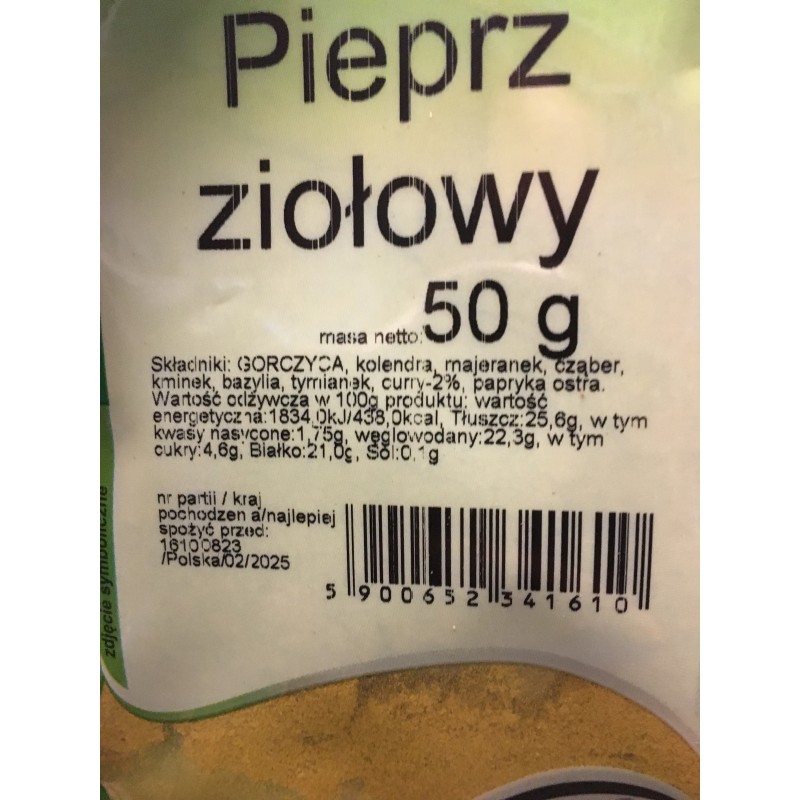 Pieprz
ziołowy
masa netto:50 g
Składniki: GORCZYCA, kolendra, majeranek, cząber,
kminek, bazylia, tymianek, curry-2%, papryka ostra.
Wartość odżywcza w 100g produktu: wartość
energetyczna:1834,0kJ/438,0kcal, Tłuszcz:25,6g, w tym
kwasy nasycone:1,75g, węglowodany:22,3g, w tym
cukry:4,6g, Białko:21,0g, Sól:0,1g
nr partii / kraj
pochodzenia/najlepiej
spożyć przed:
16100823
/Polska/02/2025
5 900652 341610
zdjęcie symboliczne